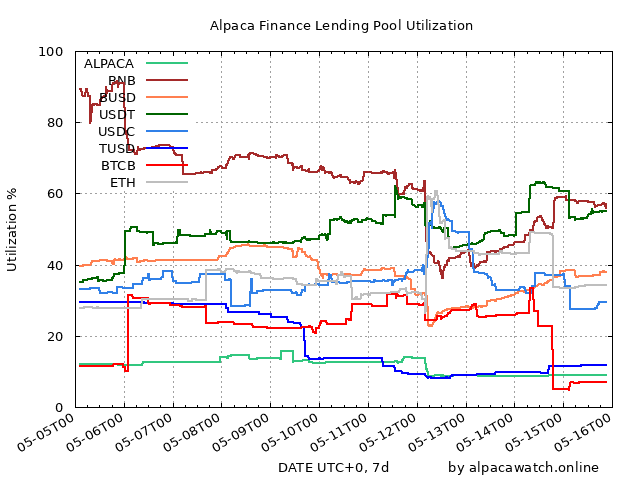 Alpaca Finance Lending Pool Utilization
Utilization %
100
80
60
40
20
0
ALPACA
BNB
BUSD
USDT
USDC
TUSD
BTCB
ETH
05-05T00
05-06T00
05-07T00
05-08T00
05-09T00
05-10T00
05-11T00
05-12T00
05-13T00
05-14T00
05-15T00
05-16T00
DATE UTC+0, 7d
by alpacawatch.online